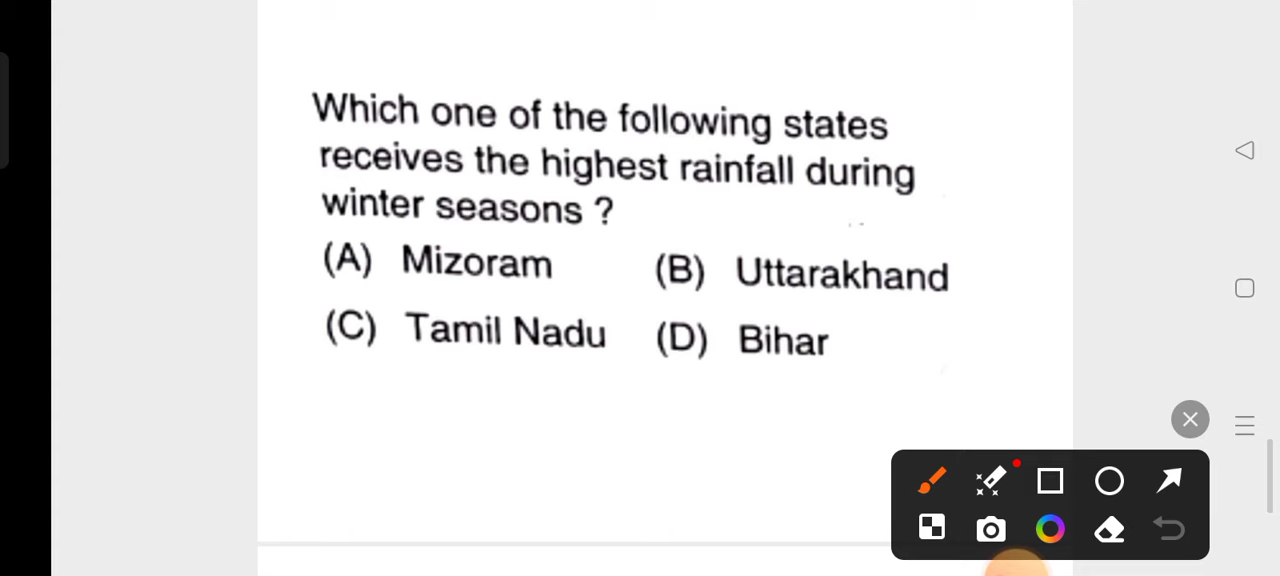 Which one of the following states
receives the highest rainfall during
winter seasons ?
(A) Mizoram (B) Uttarakhand
(C) Tamil Nadu (D) Bihar